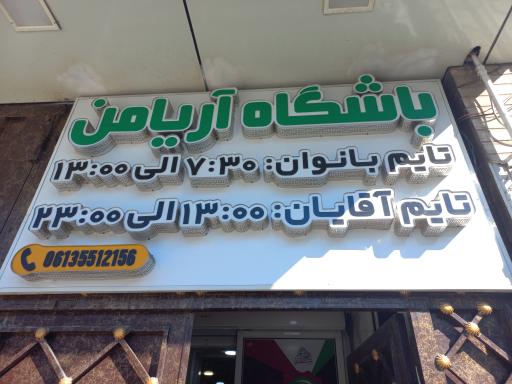 باشگاه آریامن
تایم بانوان: ۷:۳۰ الی ۱۳:۰۰
تایم آقایان: ۱۳:۰۰ الی ۲۳:۰۰
06135512156